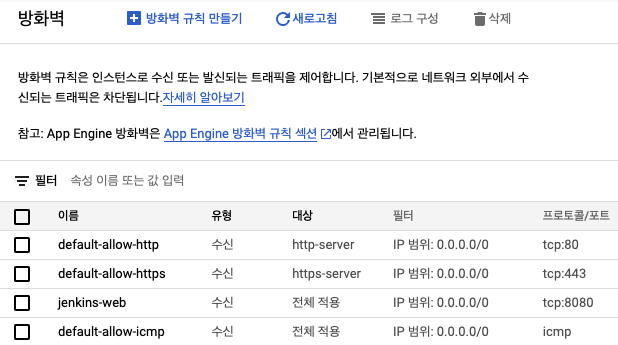 방화벽 방화벽 규칙 만들기 새로고침 로그 구성 삭제
방화벽 규칙은 인스턴스로 수신 또는 발신되는 트래픽을 제어합니다. 기본적으로 네트워크 외부에서 수
신되는 트래픽은 차단됩니다.자세히 알아보기
참고: App Engine 방화벽은 App Engine 방화벽 규칙 섹션에서 관리됩니다.
필터 속성 이름 또는 값 입력
이름 유형 대상 필터 프로토콜/포트
default-allow-http 수신 http-server IP 범위: 0.0.0.0/0 tcp:80
default-allow-https 수신 https-server IP 범위: 0.0.0.0/0 tcp:443
jenkins-web 수신 전체 적용 IP 범위: 0.0.0.0/0 tcp:8080
default-allow-icmp 수신 전체 적용 IP 범위: 0.0.0.0/0 icmp